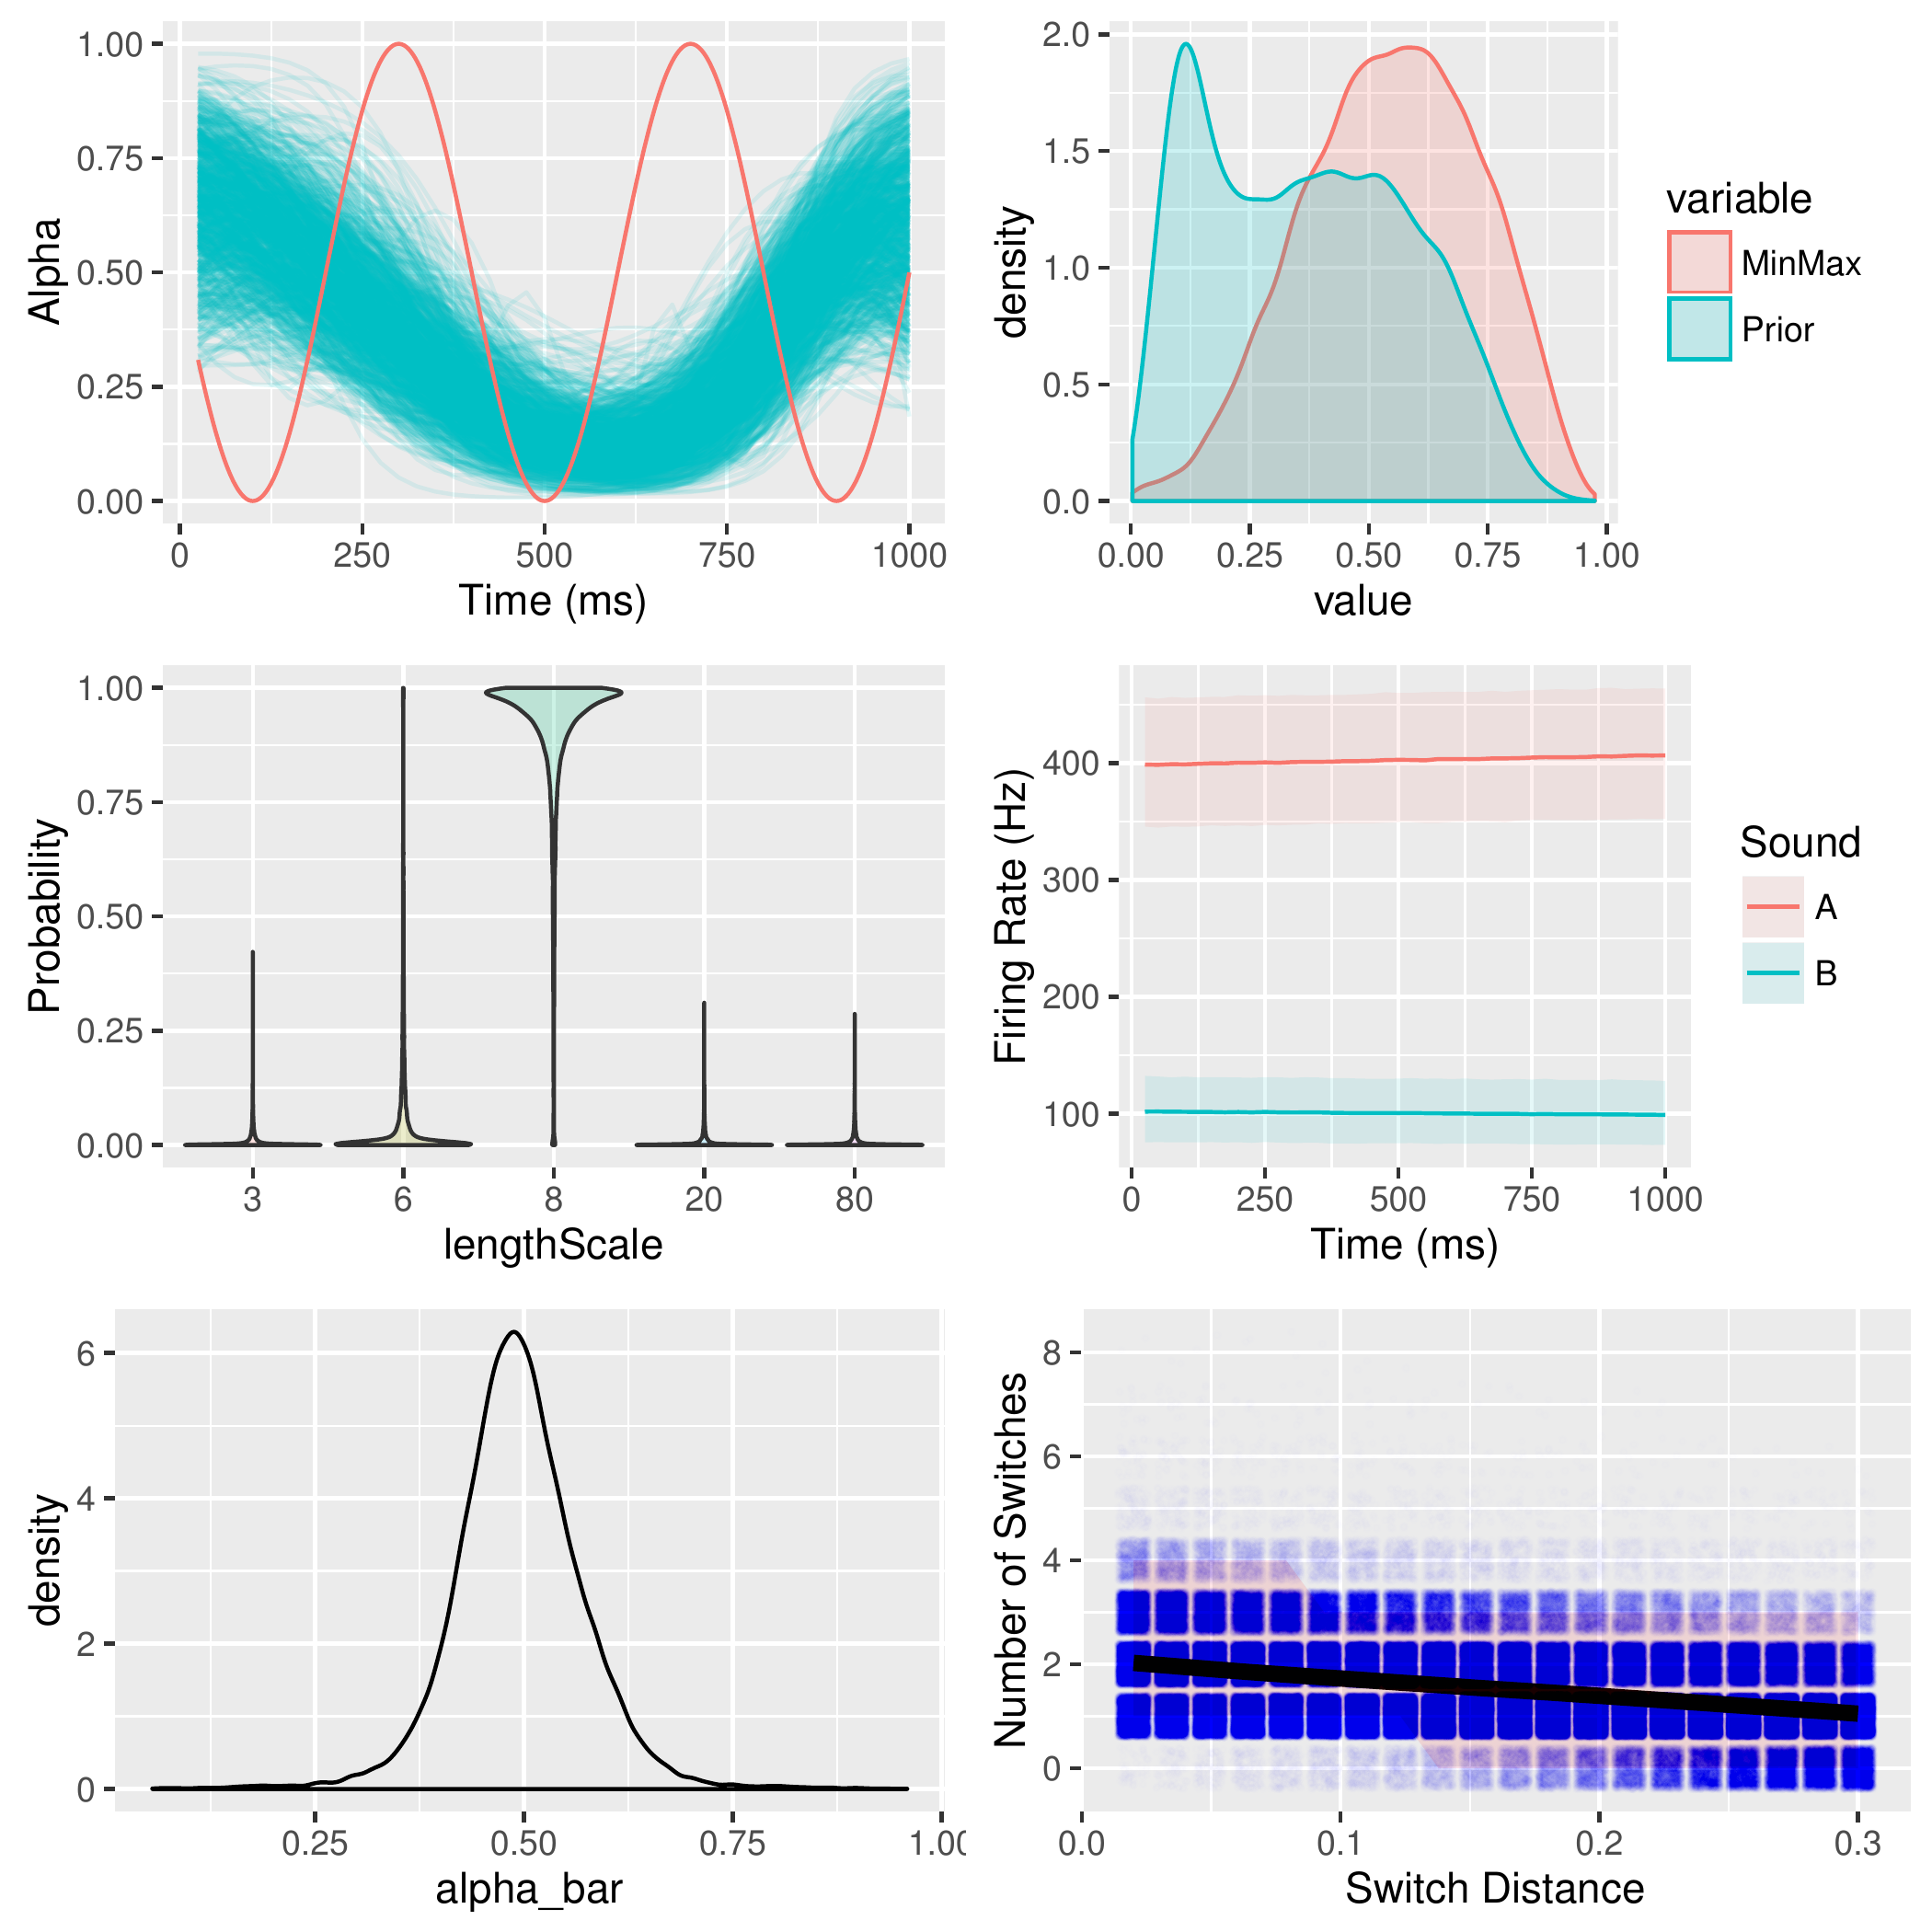 Alpha
1.00
0.75
0.50
0.25
0.00
0 250 500 750 1000
Time (ms)
density
2.0
1.5
1.0
0.5
0.0
0.00 0.25 0.50 0.75 1.00
value
variable
MinMax
Prior
Probability
1.00
0.75
0.50
0.25
0.00
3 6 8 20 80
lengthScale
Firing Rate (Hz)
400
300
200
100
0 250 500 750 1000
Time (ms)
Sound
A
B
density
6
4
2
0
0.25 0.50 0.75 1.00
alpha_bar
Number of Switches
8
6
4
2
0
0.0 0.1 0.2 0.3
Switch Distance